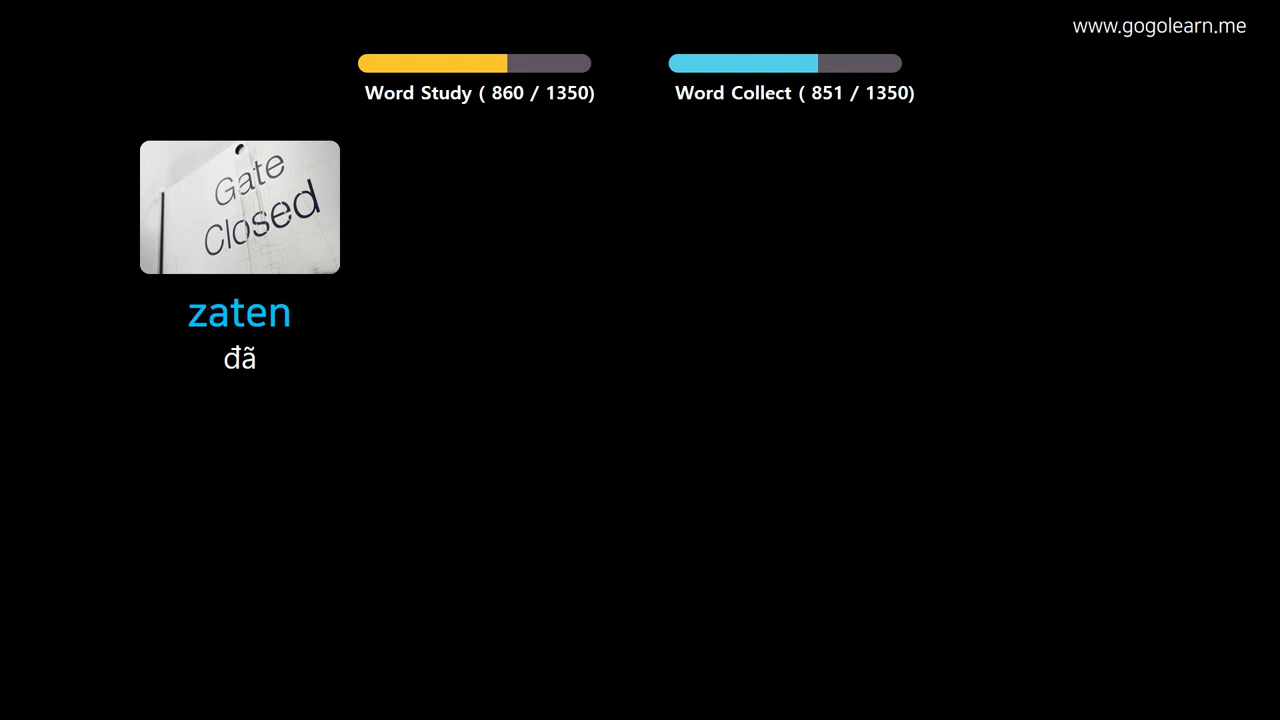 www.gogolearn.me
Word Study ( 860 / 1350)
Word Collect ( 851 / 1350)
Gate
Closed
zaten
đã